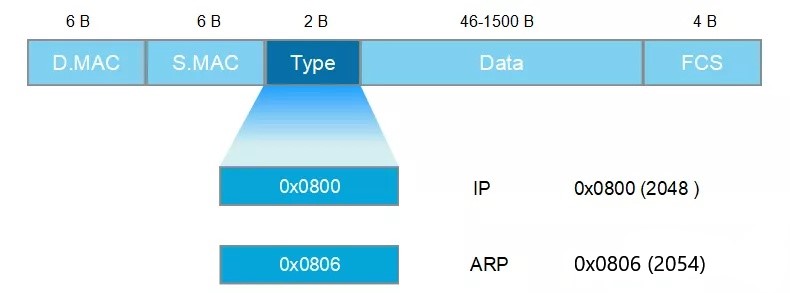 6 B 6 B 2 B 46-1500 B 4 B
D.MAC S.MAC Type Data FCS
0x0800 IP 0x0800 (2048 )
0x0806 ARP 0x0806 (2054)